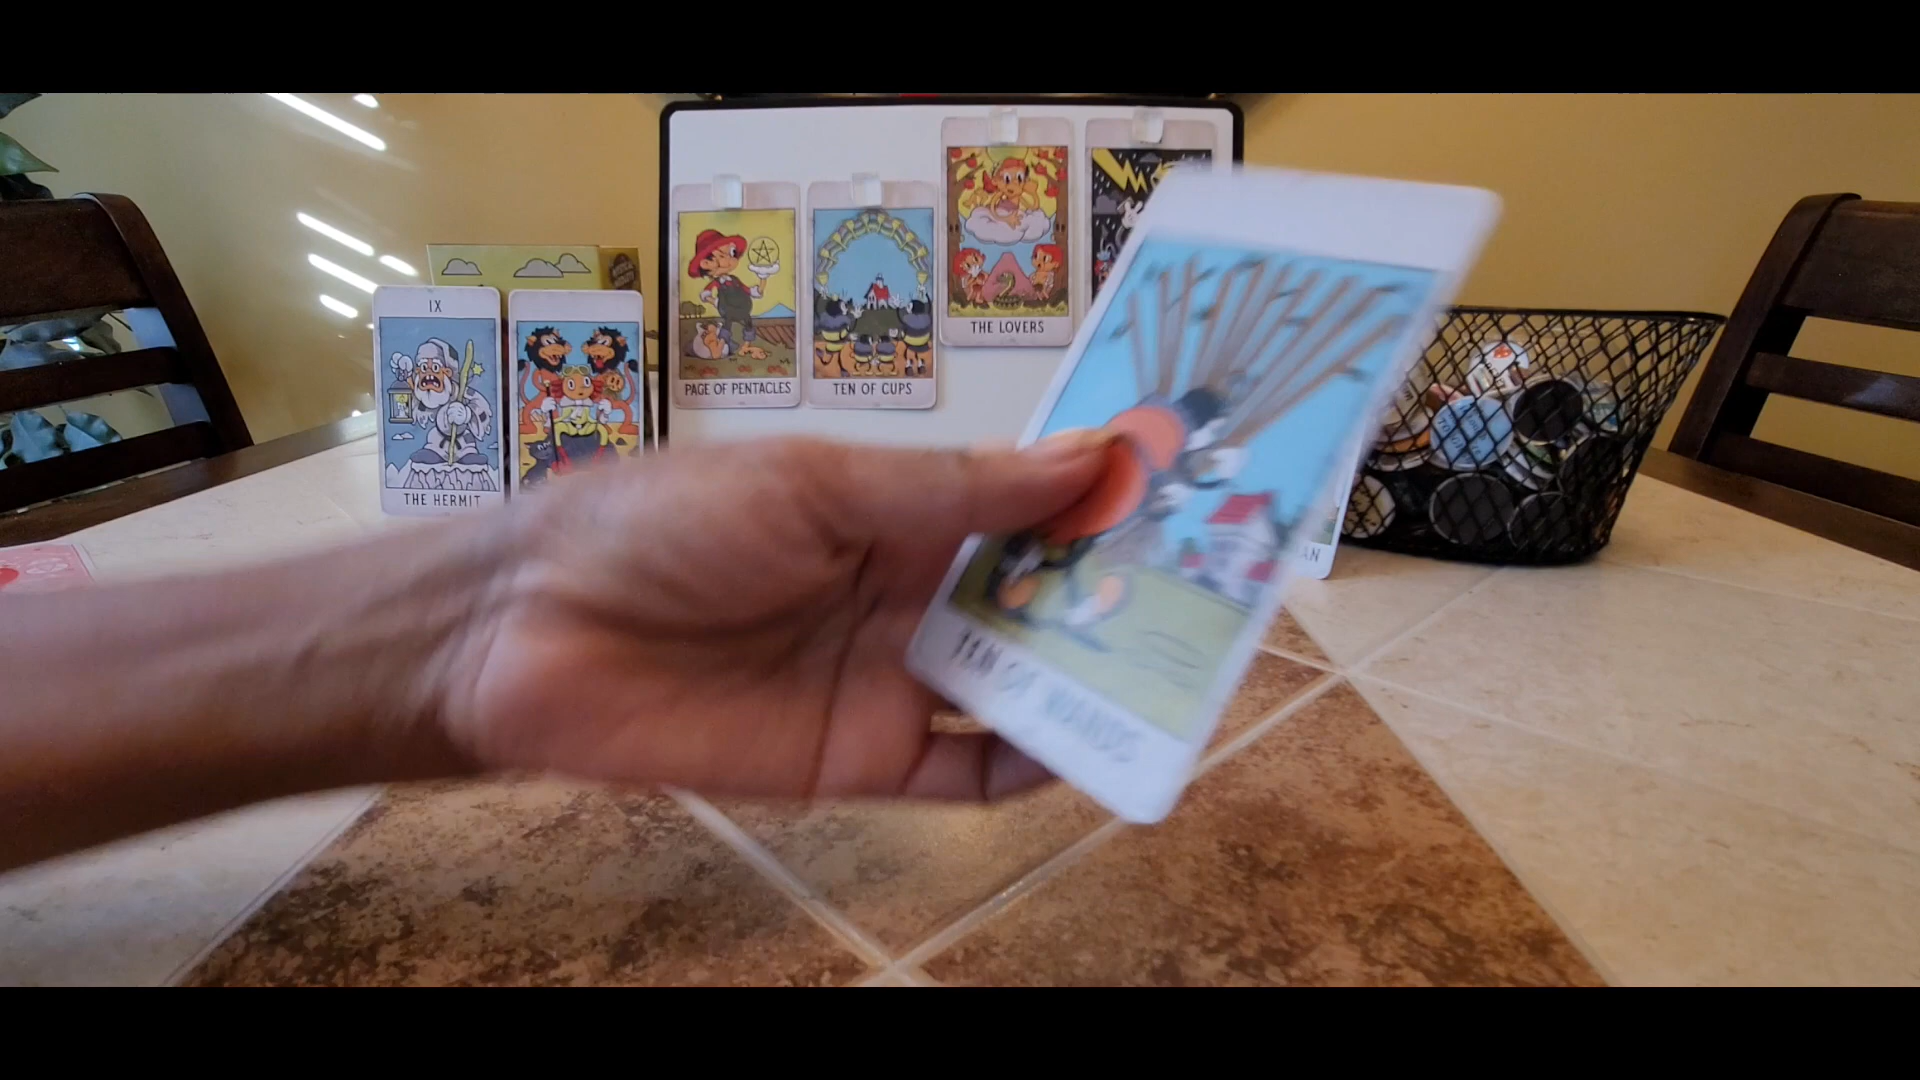 IX
THE HERMIT
PAGE OF PENTACLES
TEN OF CUPS
THE LOVERS
TEN OF WANDS